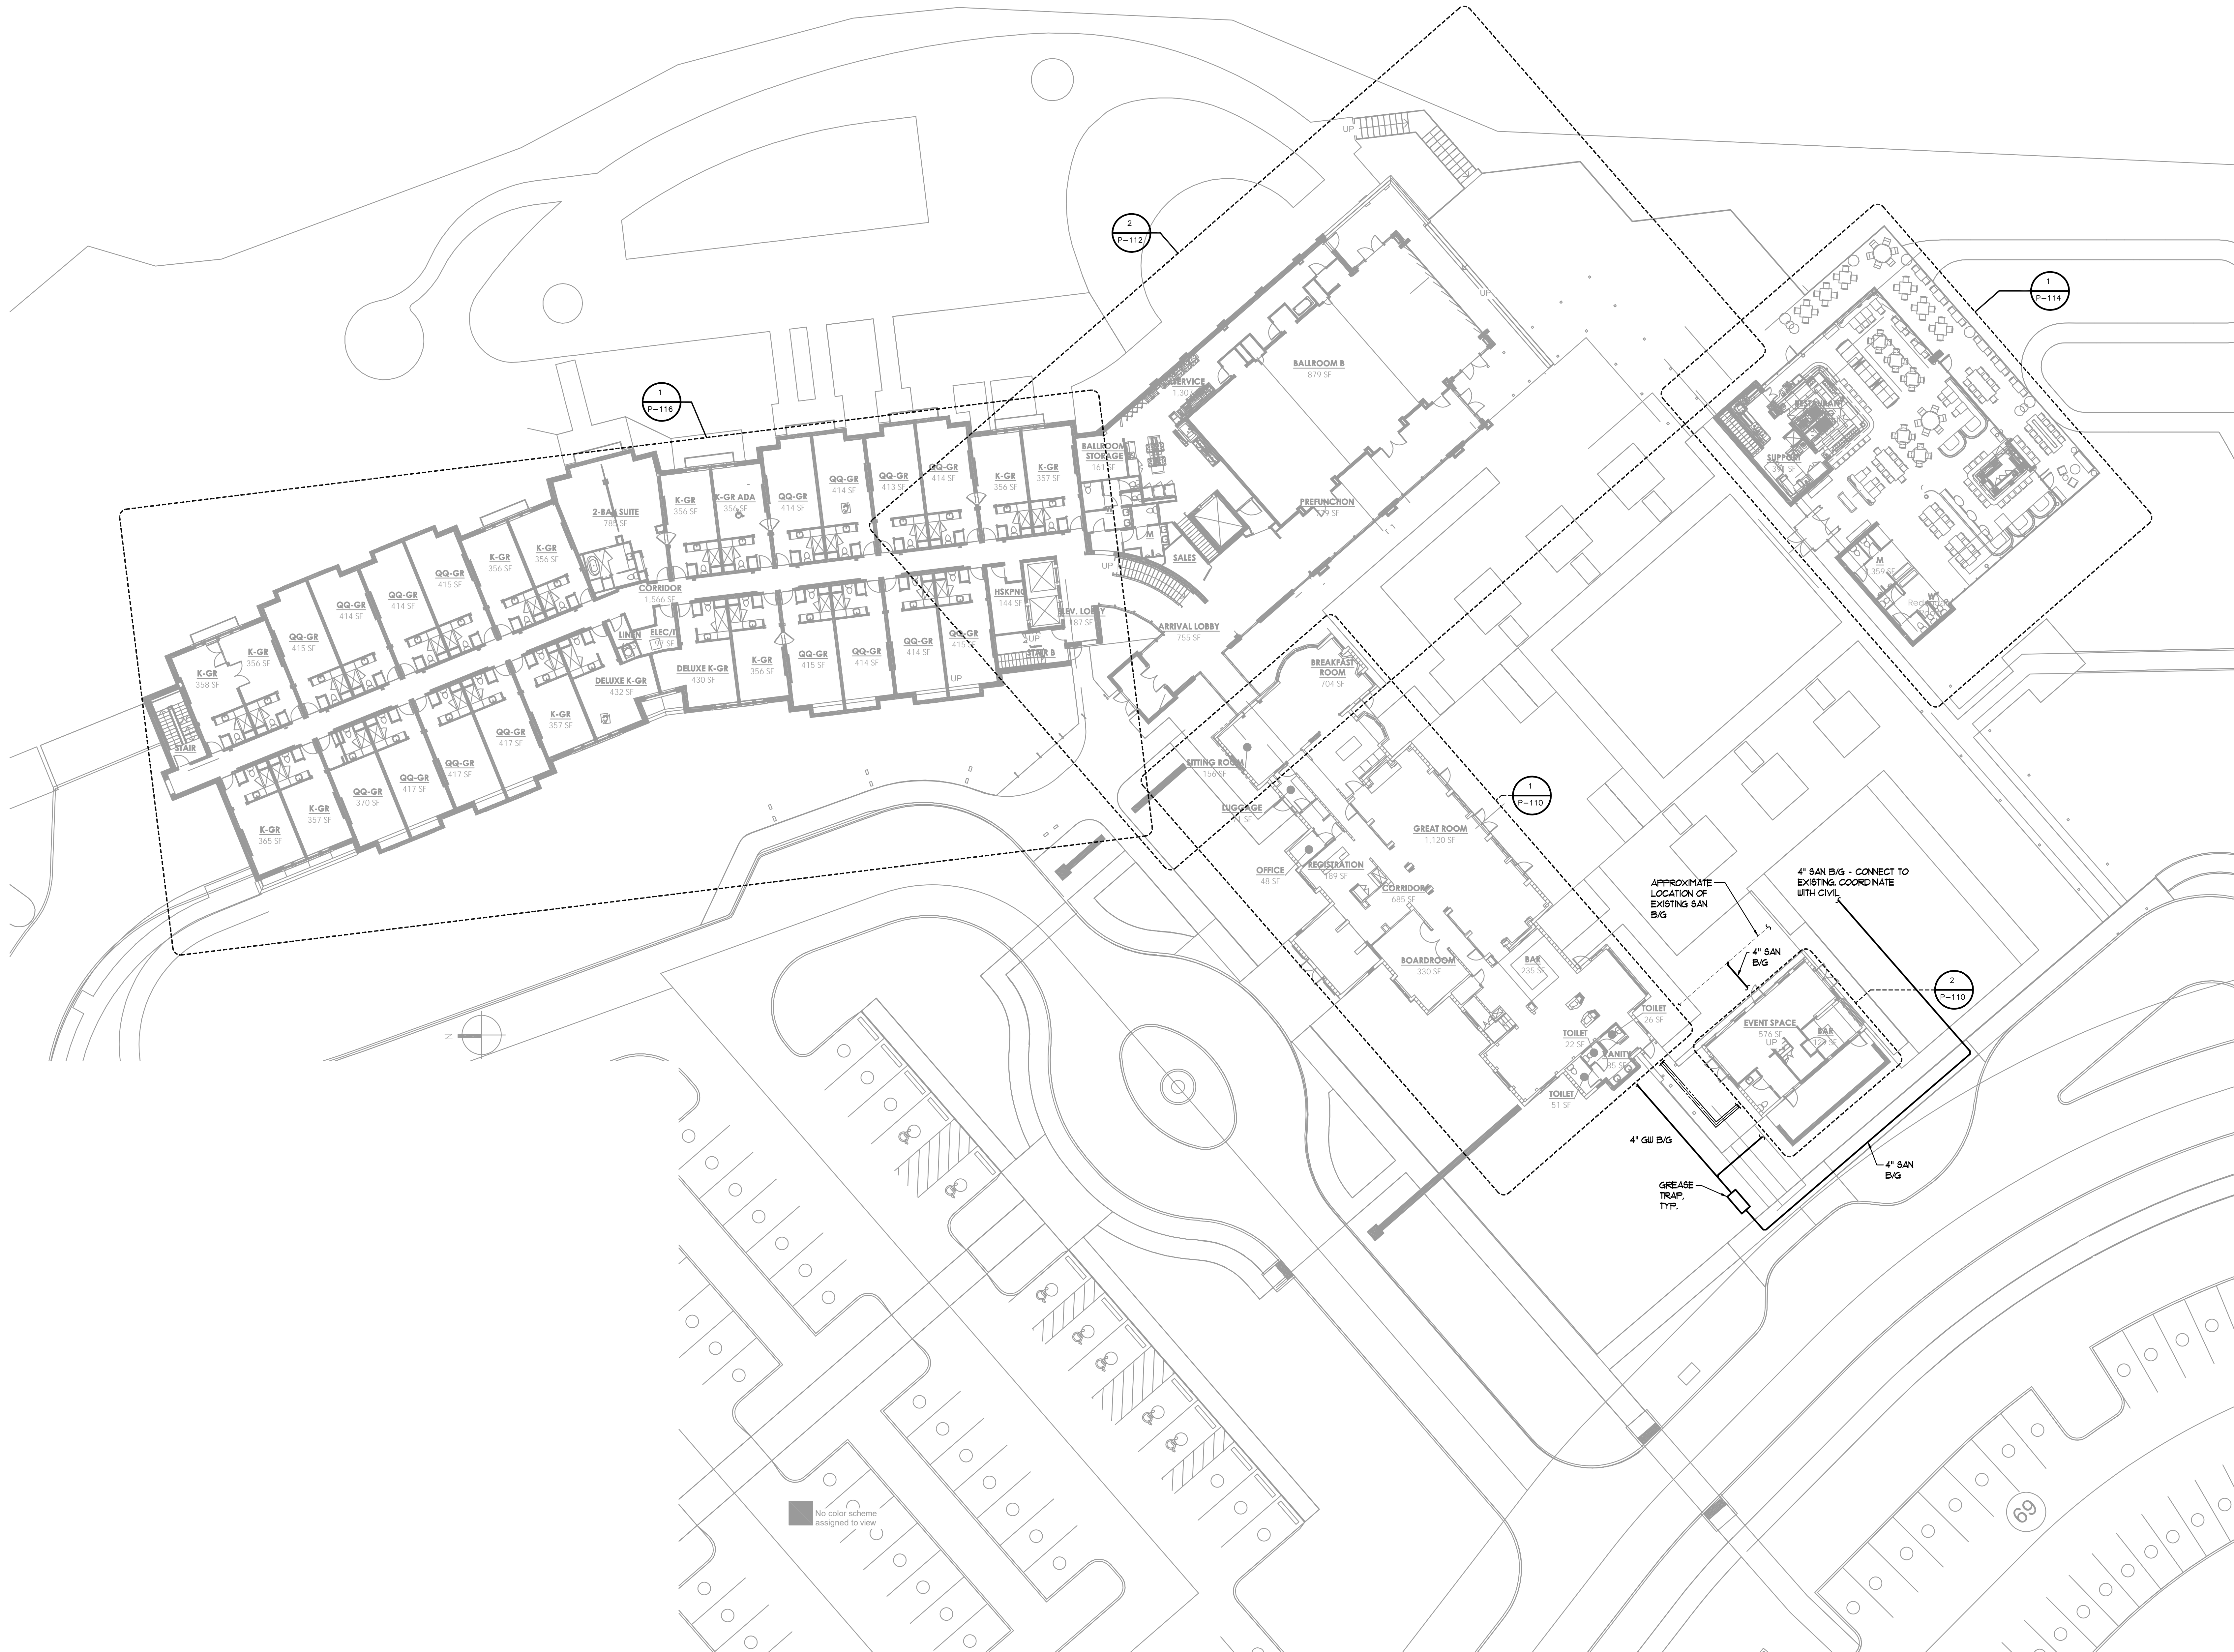 UP
2
P-112
1
P-114
BALLROOM B
879 SF
UP
SERVICE
1
P-116
BALLROOM
STORAGE
161 SF
RESTAURANT
SUPPORT
M
1,359 SF
W
PREFUNCTION
M
SALES
UP
K-GR
357 SF
K-GR
356 SF
QQ-GR
414 SF
QQ-GR
413 SF
QQ-GR
414 SF
QQ-GR
414 SF
K-GR ADA
356 SF
K-GR
356 SF
2-BAY SUITE
785 SF
K-GR
356 SF
K-GR
356 SF
QQ-GR
415 SF
QQ-GR
414 SF
QQ-GR
414 SF
QQ-GR
415 SF
K-GR
356 SF
K-GR
358 SF
STAIR
CORRIDOR
1,566 SF
LINEN
ELEC/IT
HSKPNG
144 SF
ELEV. LOBBY
187 SF
UP
STAIR B
ARRIVAL LOBBY
755 SF
QQ-GR
415 SF
QQ-GR
414 SF
UP
QQ-GR
414 SF
QQ-GR
415 SF
K-GR
356 SF
DELUXE K-GR
430 SF
DELUXE K-GR
432 SF
K-GR
357 SF
QQ-GR
417 SF
QQ-GR
417 SF
QQ-GR
417 SF
QQ-GR
370 SF
K-GR
357 SF
K-GR
365 SF
BREAKFAST
ROOM
704 SF
SITTING ROOM
156 SF
LUGGAGE
1
P-110
GREAT ROOM
1,120 SF
OFFICE
48 SF
REGISTRATION
189 SF
CORRIDOR
685 SF
BOARDROOM
330 SF
BAR
235 SF
TOILET
26 SF
TOILET
22 SF
VANITY
85 SF
TOILET
51 SF
APPROXIMATE
LOCATION OF
EXISTING SAN
B/G
4" SAN B/G - CONNECT TO
EXISTING. COORDINATE
WITH CIVIL
4" SAN
B/G
2
P-110
EVENT SPACE
576 SF
UP
BAR
4" GW B/G
GREASE
TRAP,
TYP.
4" SAN
B/G
N
No color scheme
assigned to view
69